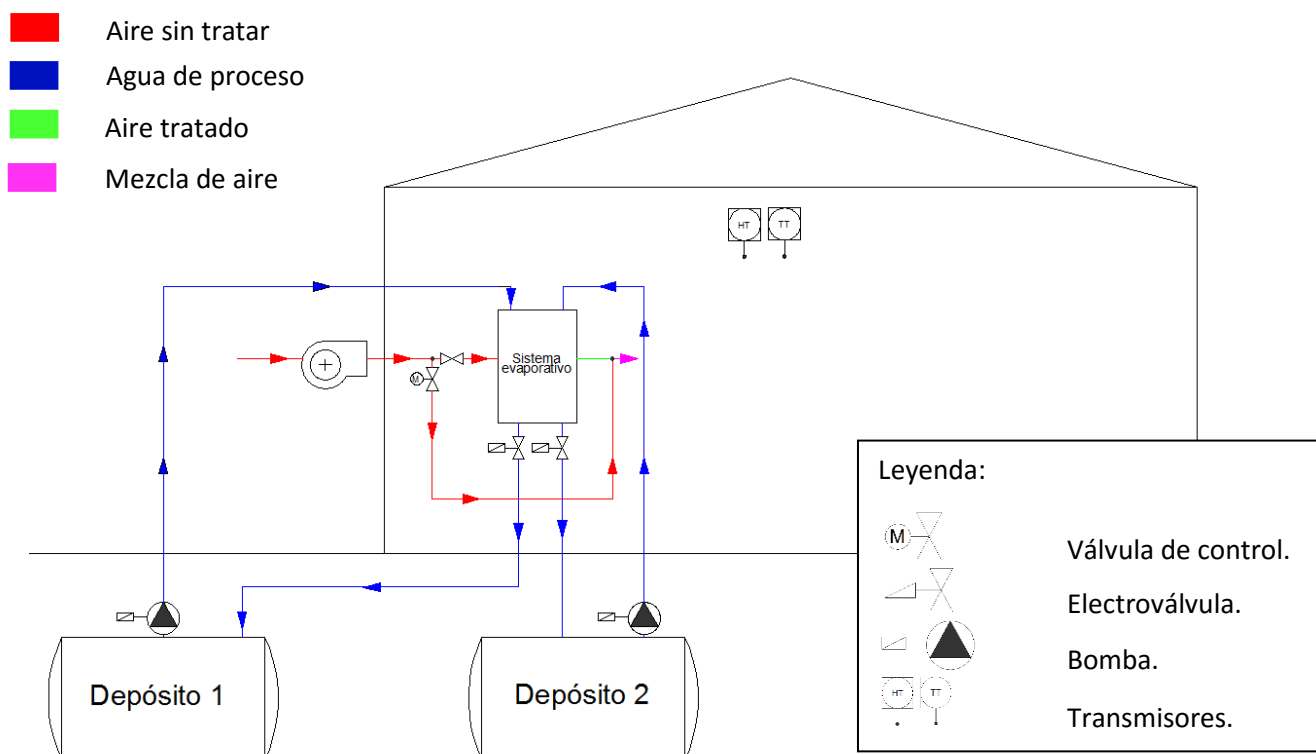 Aire sin tratar
Agua de proceso
Aire tratado
Mezcla de aire
HT TT
Sistema
evaporativo
M
Leyenda:
M Válvula de control.
Electroválvula.
Bomba.
HT TT Transmisores.
Depósito 1
Depósito 2